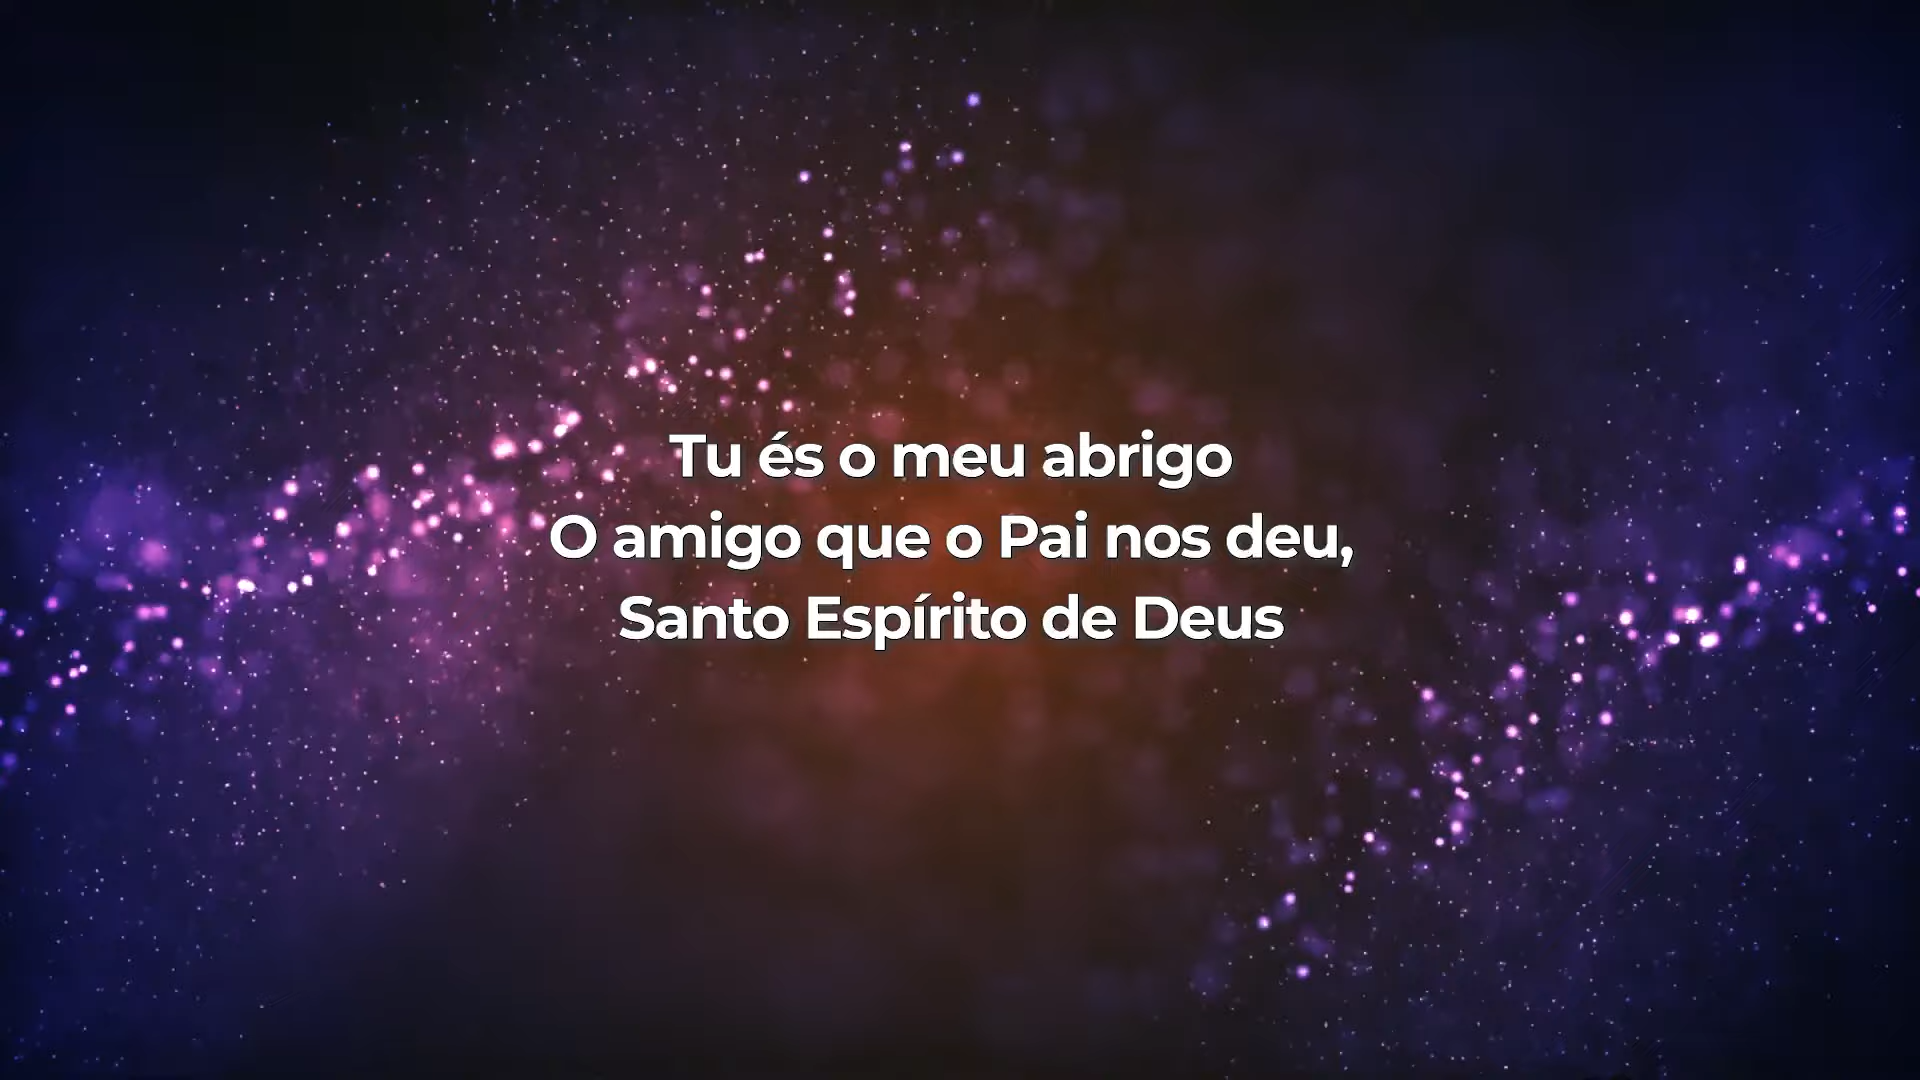 Tu és o meu abrigo
O amigo que o Pai nos deu,
Santo Espírito de Deus